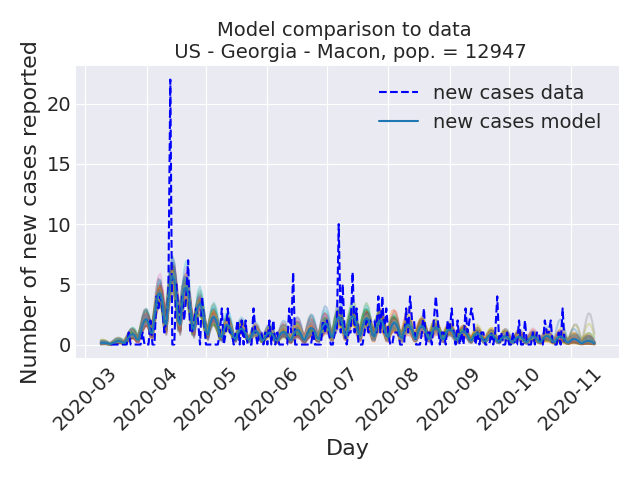 Model comparison to data
US - Georgia - Macon, pop. = 12947
Number of new cases reported
20
15
10
5
0
new cases data
new cases model
2020-03
2020-04
2020-05
2020-06
2020-07
2020-08
2020-09
2020-10
2020-11
Day